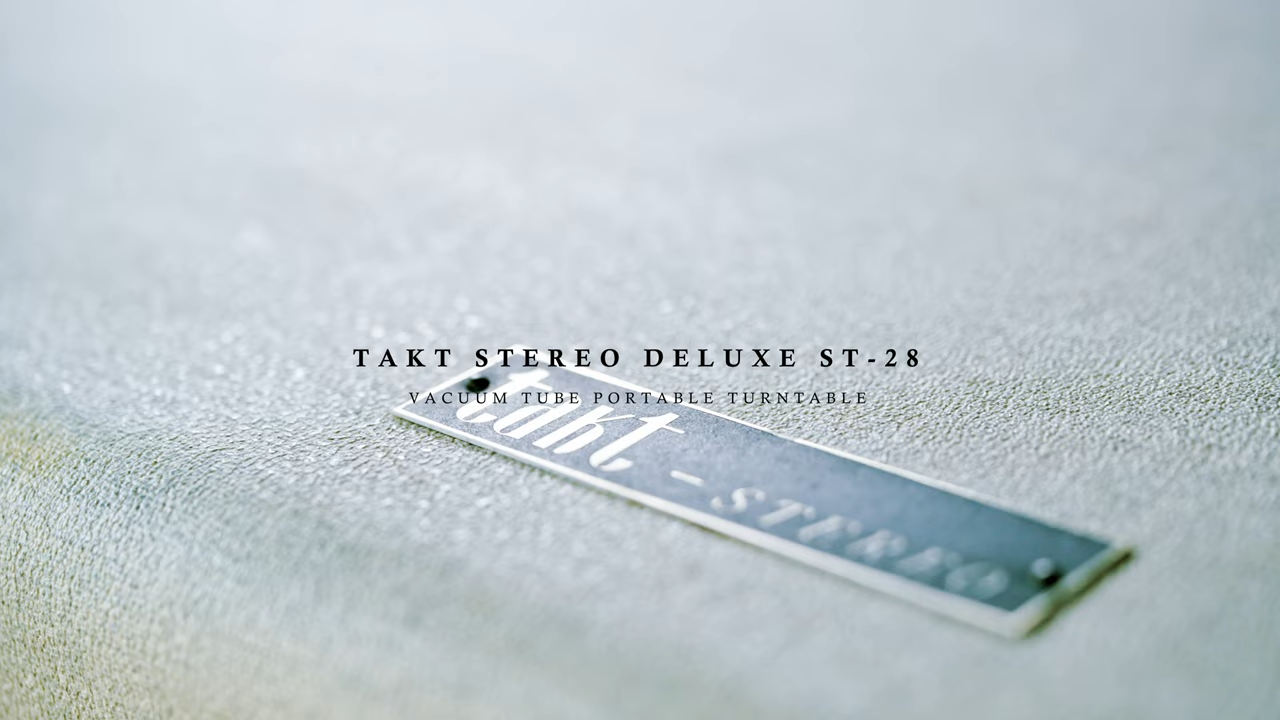 TAKT STEREO DELUXE ST-28
VACUUM TUBE PORTABLE TURNTABLE
takt - STEREO